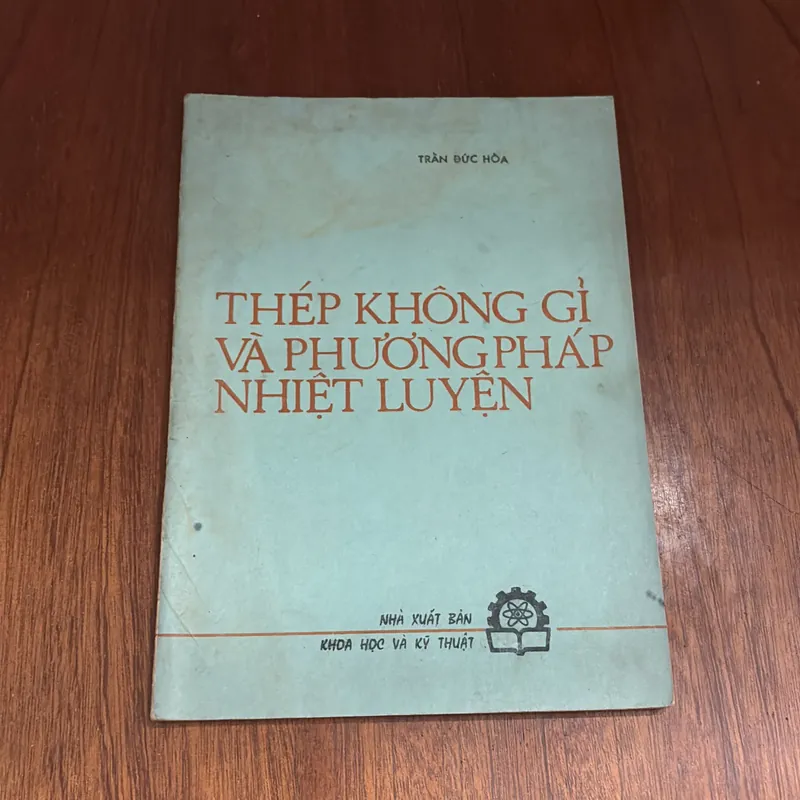 TRẦN ĐỨC HÒA
THÉP KHÔNG GỈ
VÀ PHƯƠNG PHÁP
NHIỆT LUYỆN
NHÀ XUẤT BẢN
KHOA HỌC VÀ KỸ THUẬT